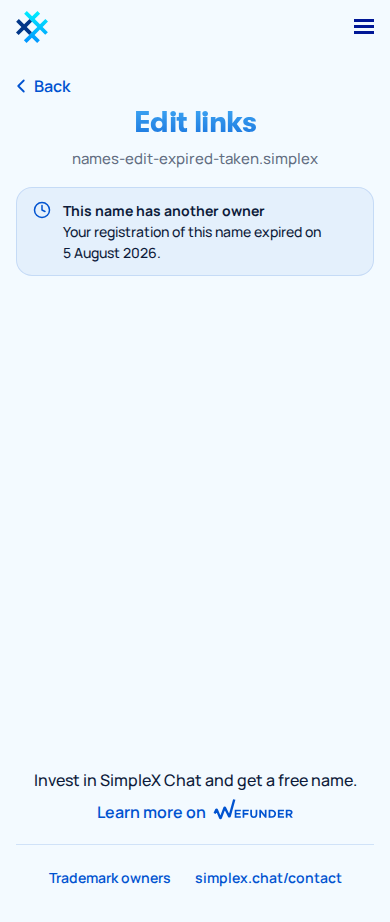 Back
Edit links
names-edit-expired-taken.simplex
This name has another owner
Your registration of this name expired on
5 August 2026.
Invest in SimpleX Chat and get a free name.
Learn more on WEFUNDER
Trademark owners simplex.chat/contact